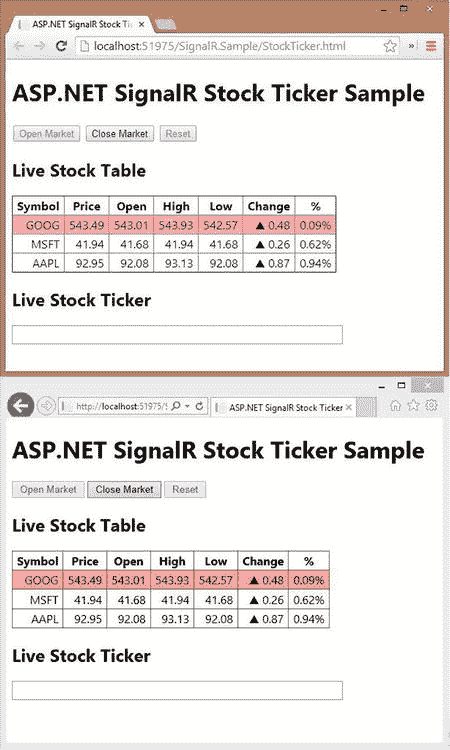 ASP.NET SignalR Stock Tic ×
localhost:51975/SignalR.Sample/StockTicker.html
ASP.NET SignalR Stock Ticker Sample
Open Market Close Market Reset
Live Stock Table
Symbol Price Open High Low Change %
GOOG 543.49 543.01 543.93 542.57 ▲ 0.48 0.09%
MSFT 41.94 41.68 41.94 41.68 ▲ 0.26 0.62%
AAPL 92.95 92.08 93.13 92.08 ▲ 0.87 0.94%
Live Stock Ticker
http://localhost:51975/S
ASP.NET SignalR Stock Ticker ×
ASP.NET SignalR Stock Ticker Sample
Open Market Close Market Reset
Live Stock Table
Symbol Price Open High Low Change %
GOOG 543.49 543.01 543.93 542.57 ▲ 0.48 0.09%
MSFT 41.94 41.68 41.94 41.68 ▲ 0.26 0.62%
AAPL 92.95 92.08 93.13 92.08 ▲ 0.87 0.94%
Live Stock Ticker